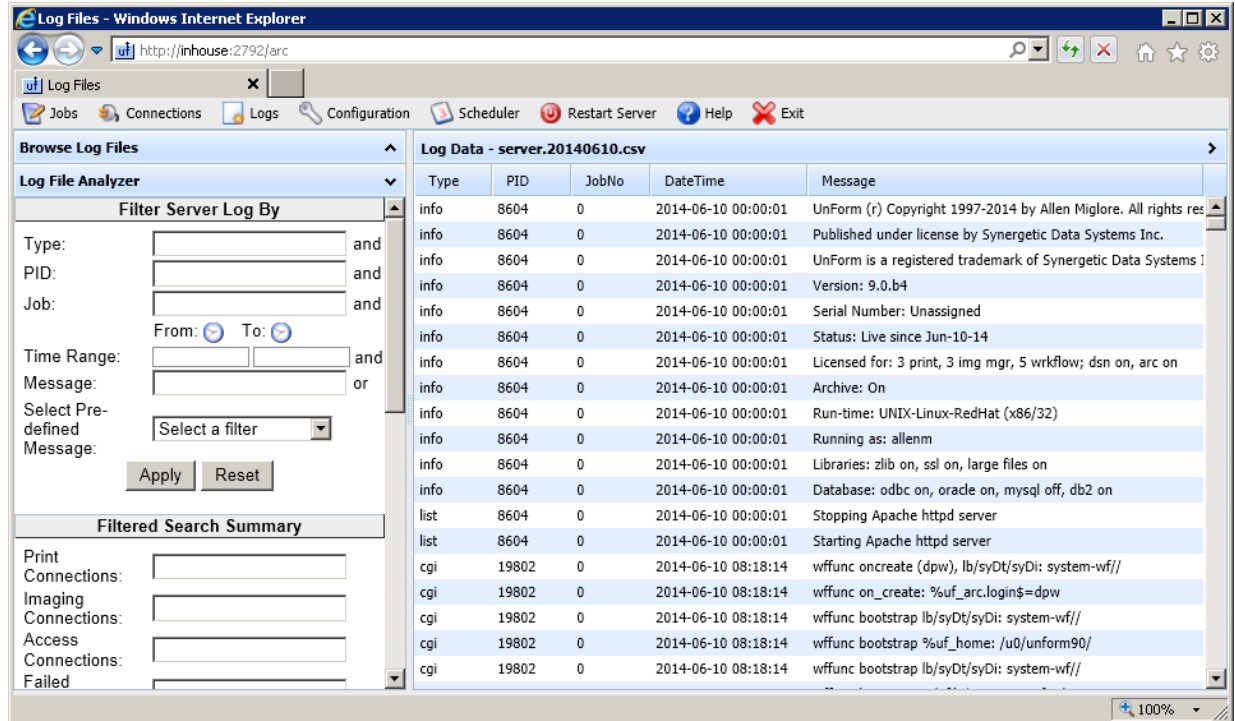 Log Files - Windows Internet Explorer
http://inhouse:2792/arc
Log Files
Jobs Connections Logs Configuration Scheduler Restart Server Help Exit
Browse Log Files
Log File Analyzer
Filter Server Log By
Type: and
PID: and
Job: and
From: To:
Time Range: and
Message: or
Select Pre-
defined
Message:
Select a filter
Apply Reset
Filtered Search Summary
Print
Connections:
Imaging
Connections:
Access
Connections:
Failed
Log Data - server.20140610.csv
Type PID JobNo DateTime Message
info 8604 0 2014-06-10 00:00:01 UnForm (r) Copyright 1997-2014 by Allen Miglore. All rights res
info 8604 0 2014-06-10 00:00:01 Published under license by Synergetic Data Systems Inc.
info 8604 0 2014-06-10 00:00:01 UnForm is a registered trademark of Synergetic Data Systems I
info 8604 0 2014-06-10 00:00:01 Version: 9.0.b4
info 8604 0 2014-06-10 00:00:01 Serial Number: Unassigned
info 8604 0 2014-06-10 00:00:01 Status: Live since Jun-10-14
info 8604 0 2014-06-10 00:00:01 Licensed for: 3 print, 3 img mgr, 5 wrkflow; dsn on, arc on
info 8604 0 2014-06-10 00:00:01 Archive: On
info 8604 0 2014-06-10 00:00:01 Run-time: UNIX-Linux-RedHat (x86/32)
info 8604 0 2014-06-10 00:00:01 Running as: allenm
info 8604 0 2014-06-10 00:00:01 Libraries: zlib on, ssl on, large files on
info 8604 0 2014-06-10 00:00:01 Database: odbc on, oracle on, mysql off, db2 on
list 8604 0 2014-06-10 00:00:01 Stopping Apache httpd server
list 8604 0 2014-06-10 00:00:01 Starting Apache httpd server
cgi 19802 0 2014-06-10 08:18:14 wffunc oncreate (dpw), lb/syDt/syDi: system-wf//
cgi 19802 0 2014-06-10 08:18:14 wffunc on_create: %uf_arc.login$=dpw
cgi 19802 0 2014-06-10 08:18:14 wffunc bootstrap lb/syDt/syDi: system-wf//
cgi 19802 0 2014-06-10 08:18:14 wffunc bootstrap %uf_home: /u0/unform90/
cgi 19802 0 2014-06-10 08:18:14 wffunc bootstrap lb/syDt/syDi: system-wf//
100%